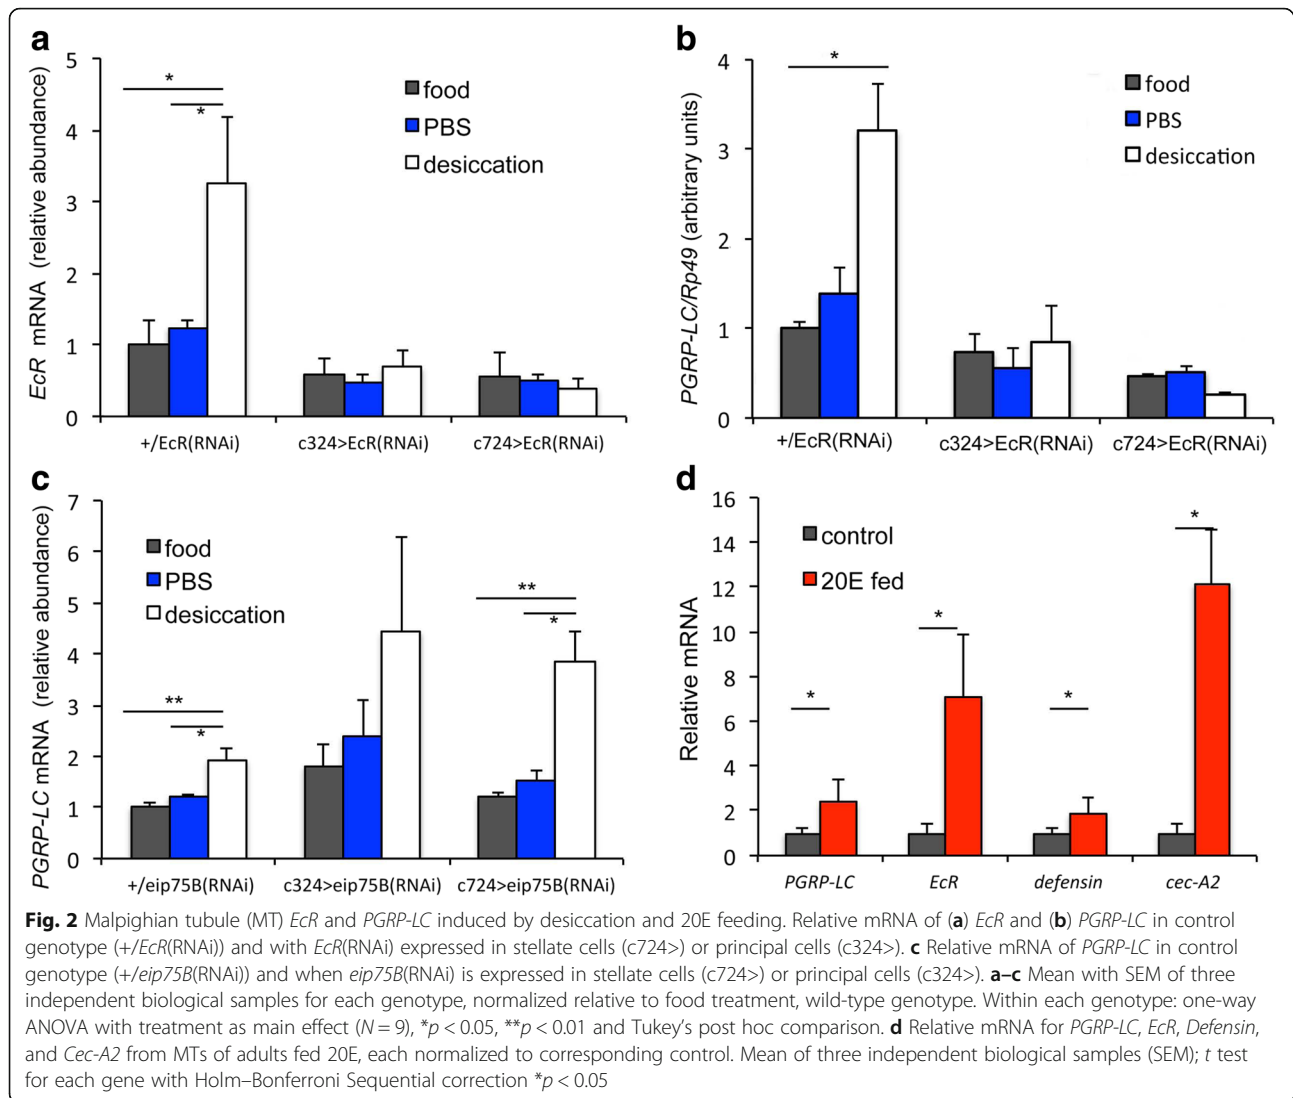 a
EcR mRNA (relative abundance)
5
4
3
2
1
0
*
*
food
PBS
desiccation
+/EcR(RNAi)
c324>EcR(RNAi)
c724>EcR(RNAi)
b
PGRP-LC/Rp49 (arbitrary units)
4
3
2
1
0
*
food
PBS
desiccation
+/EcR(RNAi)
c324>EcR(RNAi)
c724>EcR(RNAi)
c
PGRP-LC mRNA (relative abundance)
7
6
5
4
3
2
1
0
food
PBS
desiccation
**
*
**
*
+/eip75B(RNAi)
c324>eip75B(RNAi)
c724>eip75B(RNAi)
d
Relative mRNA
16
14
12
10
8
6
4
2
0
control
20E fed
*
*
*
*
PGRP-LC
EcR
defensin
cec-A2
Fig. 2 Malpighian tubule (MT) EcR and PGRP-LC induced by desiccation and 20E feeding. Relative mRNA of (a) EcR and (b) PGRP-LC in control
genotype (+/EcR(RNAi)) and with EcR(RNAi) expressed in stellate cells (c724>) or principal cells (c324>). c Relative mRNA of PGRP-LC in control
genotype (+/eip75B(RNAi)) and when eip75B(RNAi) is expressed in stellate cells (c724>) or principal cells (c324>). a–c Mean with SEM of three
independent biological samples for each genotype, normalized relative to food treatment, wild-type genotype. Within each genotype: one-way
ANOVA with treatment as main effect (N = 9), *p < 0.05, **p < 0.01 and Tukey's post hoc comparison. d Relative mRNA for PGRP-LC, EcR, Defensin,
and Cec-A2 from MTs of adults fed 20E, each normalized to corresponding control. Mean of three independent biological samples (SEM); t test
for each gene with Holm–Bonferroni Sequential correction *p < 0.05